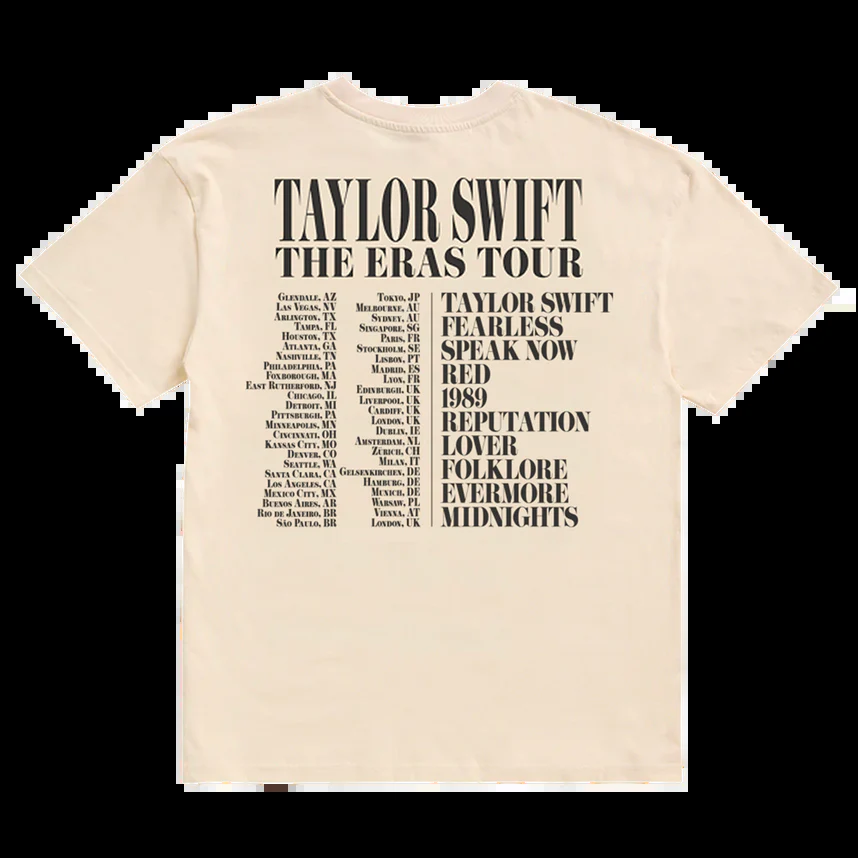 TAYLOR SWIFT
THE ERAS TOUR
Glendale, AZ
Las Vegas, NV
Arlington, TX
Tampa, FL
Houston, TX
Atlanta, GA
Nashville, TN
Philadelphia, PA
Foxborough, MA
East Rutherford, NJ
Chicago, IL
Detroit, MI
Pittsburgh, PA
Minneapolis, MN
Cincinnati, OH
Kansas City, MO
Denver, CO
Seattle, WA
Santa Clara, CA
Los Angeles, CA
Mexico City, MX
Buenos Aires, AR
Rio de Janeiro, BR
São Paulo, BR
Tokyo, JP
Melbourne, AU
Sydney, AU
Singapore, SG
Paris, FR
Stockholm, SE
Lisbon, PT
Madrid, ES
Lyon, FR
Edinburgh, UK
Liverpool, UK
Cardiff, UK
London, UK
Dublin, IE
Amsterdam, NL
Zürich, CH
Milan, IT
Gelsenkirchen, DE
Hamburg, DE
Munich, DE
Warsaw, PL
Vienna, AT
London, UK
TAYLOR SWIFT
FEARLESS
SPEAK NOW
RED
1989
REPUTATION
LOVER
FOLKLORE
EVERMORE
MIDNIGHTS